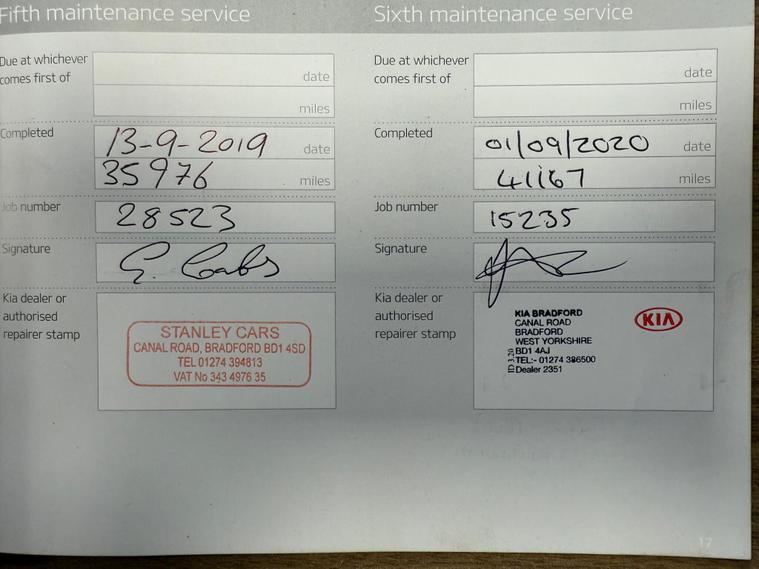 Fifth maintenance service
Due at whichever
comes first of
date
miles
Completed
13-9-2019 date
35976 miles
Job number
28523
Signature
Kia dealer or
authorised
repairer stamp
STANLEY CARS
CANAL ROAD, BRADFORD BD1 4SD
TEL 01274 394813
VAT No 343 4976 35
Sixth maintenance service
Due at whichever
comes first of
date
miles
Completed
01/09/2020 date
41167 miles
Job number
15235
Signature
Kia dealer or
authorised
repairer stamp
KIA BRADFORD
CANAL ROAD
BRADFORD
WEST YORKSHIRE
BD1 4AJ
TEL:- 01274 386500
Dealer 2351
KIA
17